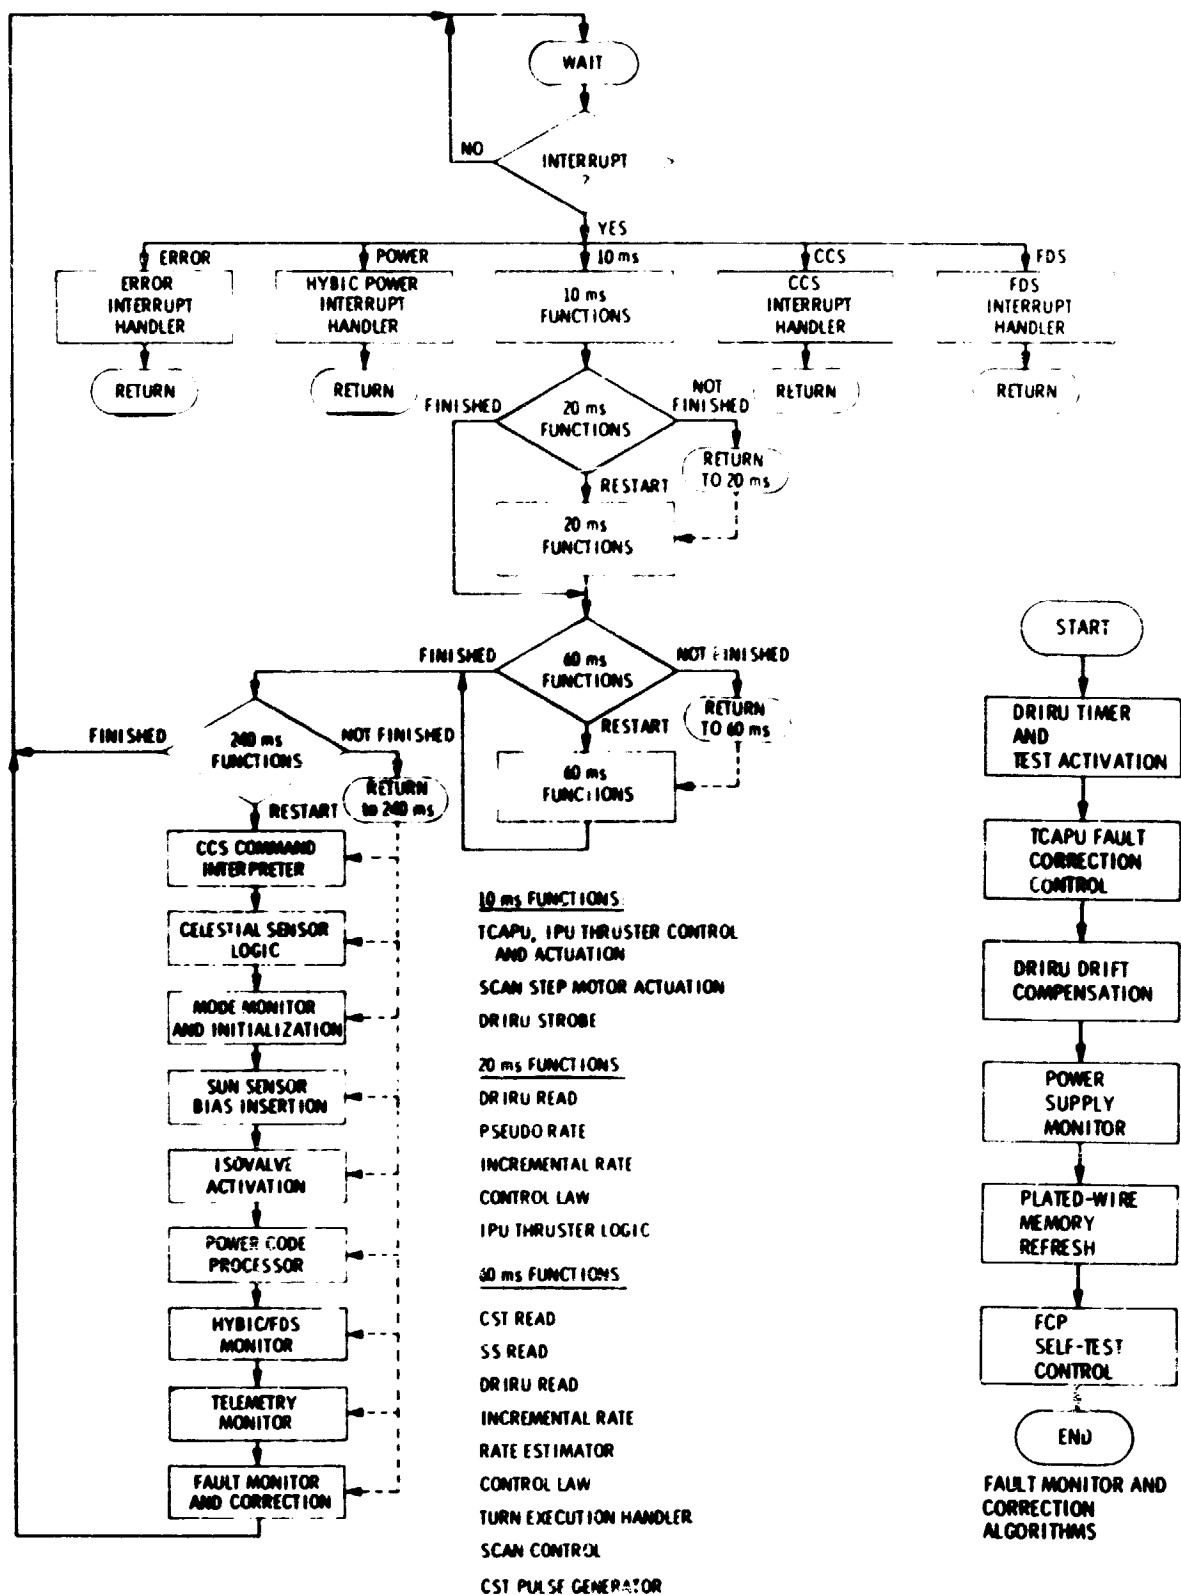 WAIT
NO
INTERRUPT
?
YES
ERROR
POWER
10 ms
CCS
FDS
ERROR
INTERRUPT
HANDLER
HYBIC POWER
INTERRUPT
HANDLER
10 ms
FUNCTIONS
CCS
INTERRUPT
HANDLER
FDS
INTERRUPT
HANDLER
RETURN
RETURN
RETURN
RETURN
FINISHED
20 ms
FUNCTIONS
NOT
FINISHED
RETURN
TO 20 ms
RESTART
20 ms
FUNCTIONS
FINISHED
60 ms
FUNCTIONS
NOT FINISHED
RETURN
TO 60 ms
RESTART
60 ms
FUNCTIONS
FINISHED
240 ms
FUNCTIONS
NOT FINISHED
RETURN
to 240 ms
RESTART
CCS COMMAND
INTERPRETER
CELESTIAL SENSOR
LOGIC
MODE MONITOR
AND INITIALIZATION
SUN SENSOR
BIAS INSERTION
ISOVALVE
ACTIVATION
POWER CODE
PROCESSOR
HYBIC/FDS
MONITOR
TELEMETRY
MONITOR
FAULT MONITOR
AND CORRECTION
10 ms FUNCTIONS:
TCAPU, IPU THRUSTER CONTROL
AND ACTUATION
SCAN STEP MOTOR ACTUATION
DRIRU STROBE
20 ms FUNCTIONS
DRIRU READ
PSEUDO RATE
INCREMENTAL RATE
CONTROL LAW
IPU THRUSTER LOGIC
60 ms FUNCTIONS
CST READ
SS READ
DRIRU READ
INCREMENTAL RATE
RATE ESTIMATOR
CONTROL LAW
TURN EXECUTION HANDLER
SCAN CONTROL
CST PULSE GENERATOR
START
DRIRU TIMER
AND
TEST ACTIVATION
TCAPU FAULT
CORRECTION
CONTROL
DRIRU DRIFT
COMPENSATION
POWER
SUPPLY
MONITOR
PLATED-WIRE
MEMORY
REFRESH
FCP
SELF-TEST
CONTROL
END
FAULT MONITOR AND
CORRECTION
ALGORITHMS